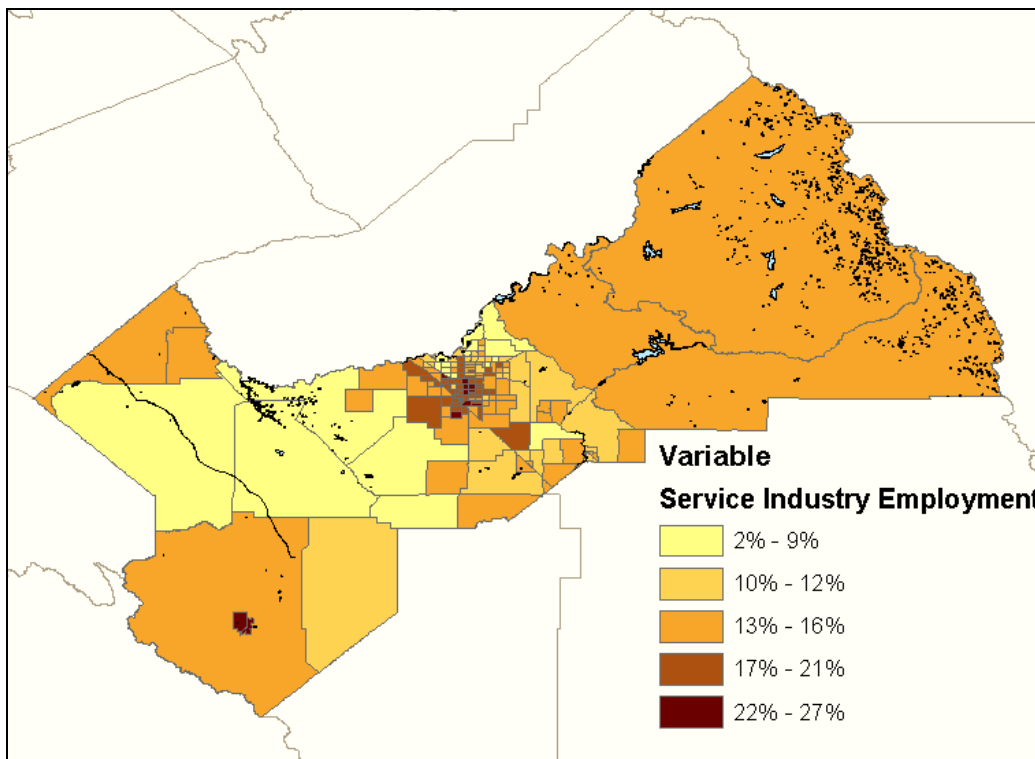 Variable
Service Industry Employment
2% - 9%
10% - 12%
13% - 16%
17% - 21%
22% - 27%